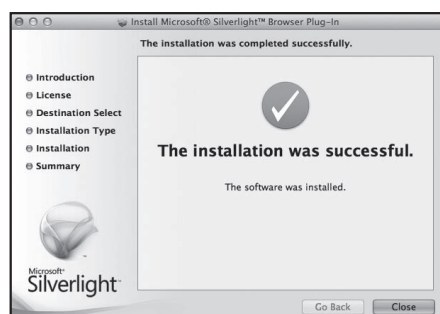 Install Microsoft® Silverlight™ Browser Plug-In
The installation was completed successfully.
Introduction
License
Destination Select
Installation Type
Installation
Summary
The installation was successful.
The software was installed.
Microsoft®
Silverlight™
Go Back
Close